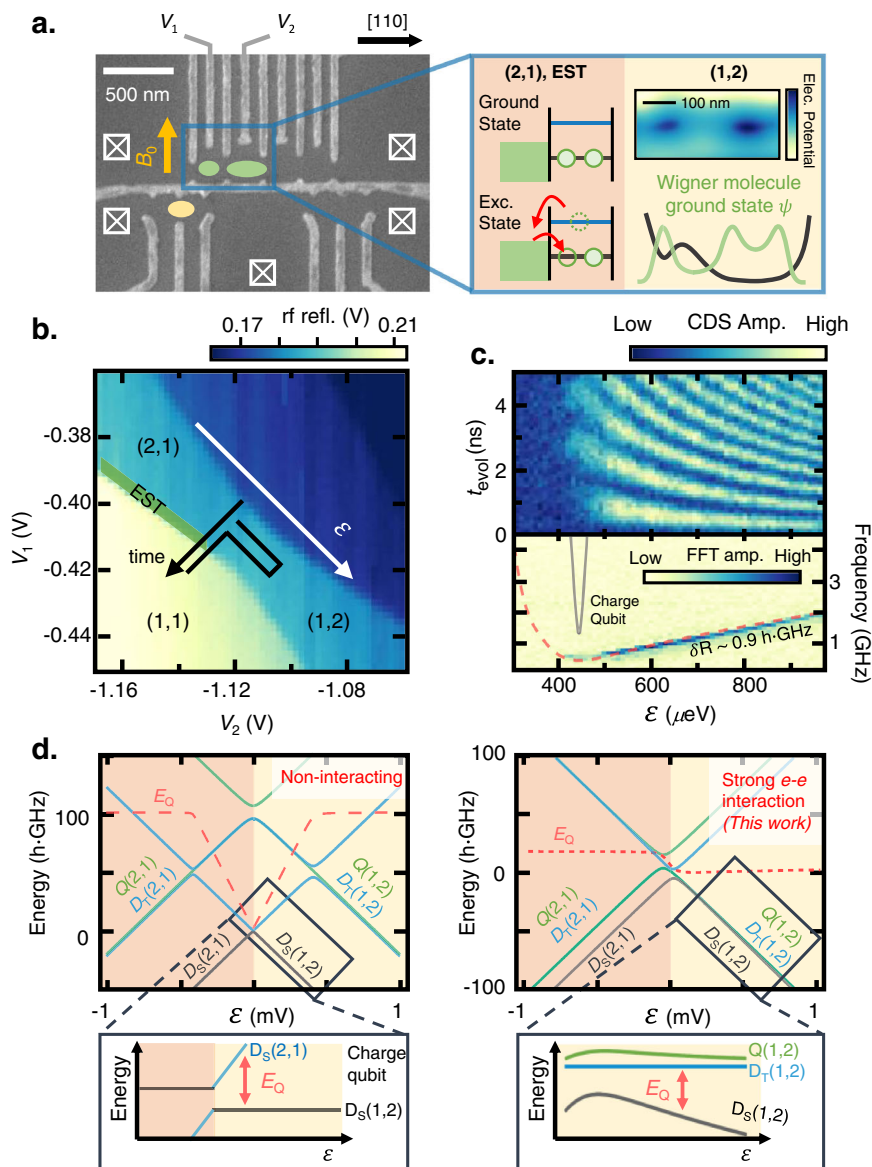 a.
V1
V2
[110]
500 nm
B0
(2,1), EST
(1,2)
Ground
State
Exc.
State
100 nm
Elec. Potential
Wigner molecule
ground state ψ
b.
rf refl. (V)
0.17
0.21
-0.38
-0.40
-0.42
-0.44
V1 (V)
(2,1)
EST
ε
time
(1,1)
(1,2)
-1.16
-1.12
-1.08
V2 (V)
c.
Low
CDS Amp.
High
4
2
0
tevol (ns)
Low
FFT amp.
High
Charge
Qubit
δR ~ 0.9 h·GHz
3
1
Frequency (GHz)
400
600
800
ε (μeV)
d.
Non-interacting
EQ
100
0
Energy (h·GHz)
Q(2,1)
DT(2,1)
DS(2,1)
DS(1,2)
Q(1,2)
DT(1,2)
-1
1
ε (mV)
DS(2,1)
Charge
qubit
EQ
DS(1,2)
Energy
ε
100
0
-100
Energy (h·GHz)
Strong e-e
interaction
(This work)
EQ
Q(2,1)
DT(2,1)
DS(2,1)
DS(1,2)
Q(1,2)
DT(1,2)
-1
1
ε (mV)
Q(1,2)
DT(1,2)
EQ
DS(1,2)
Energy
ε